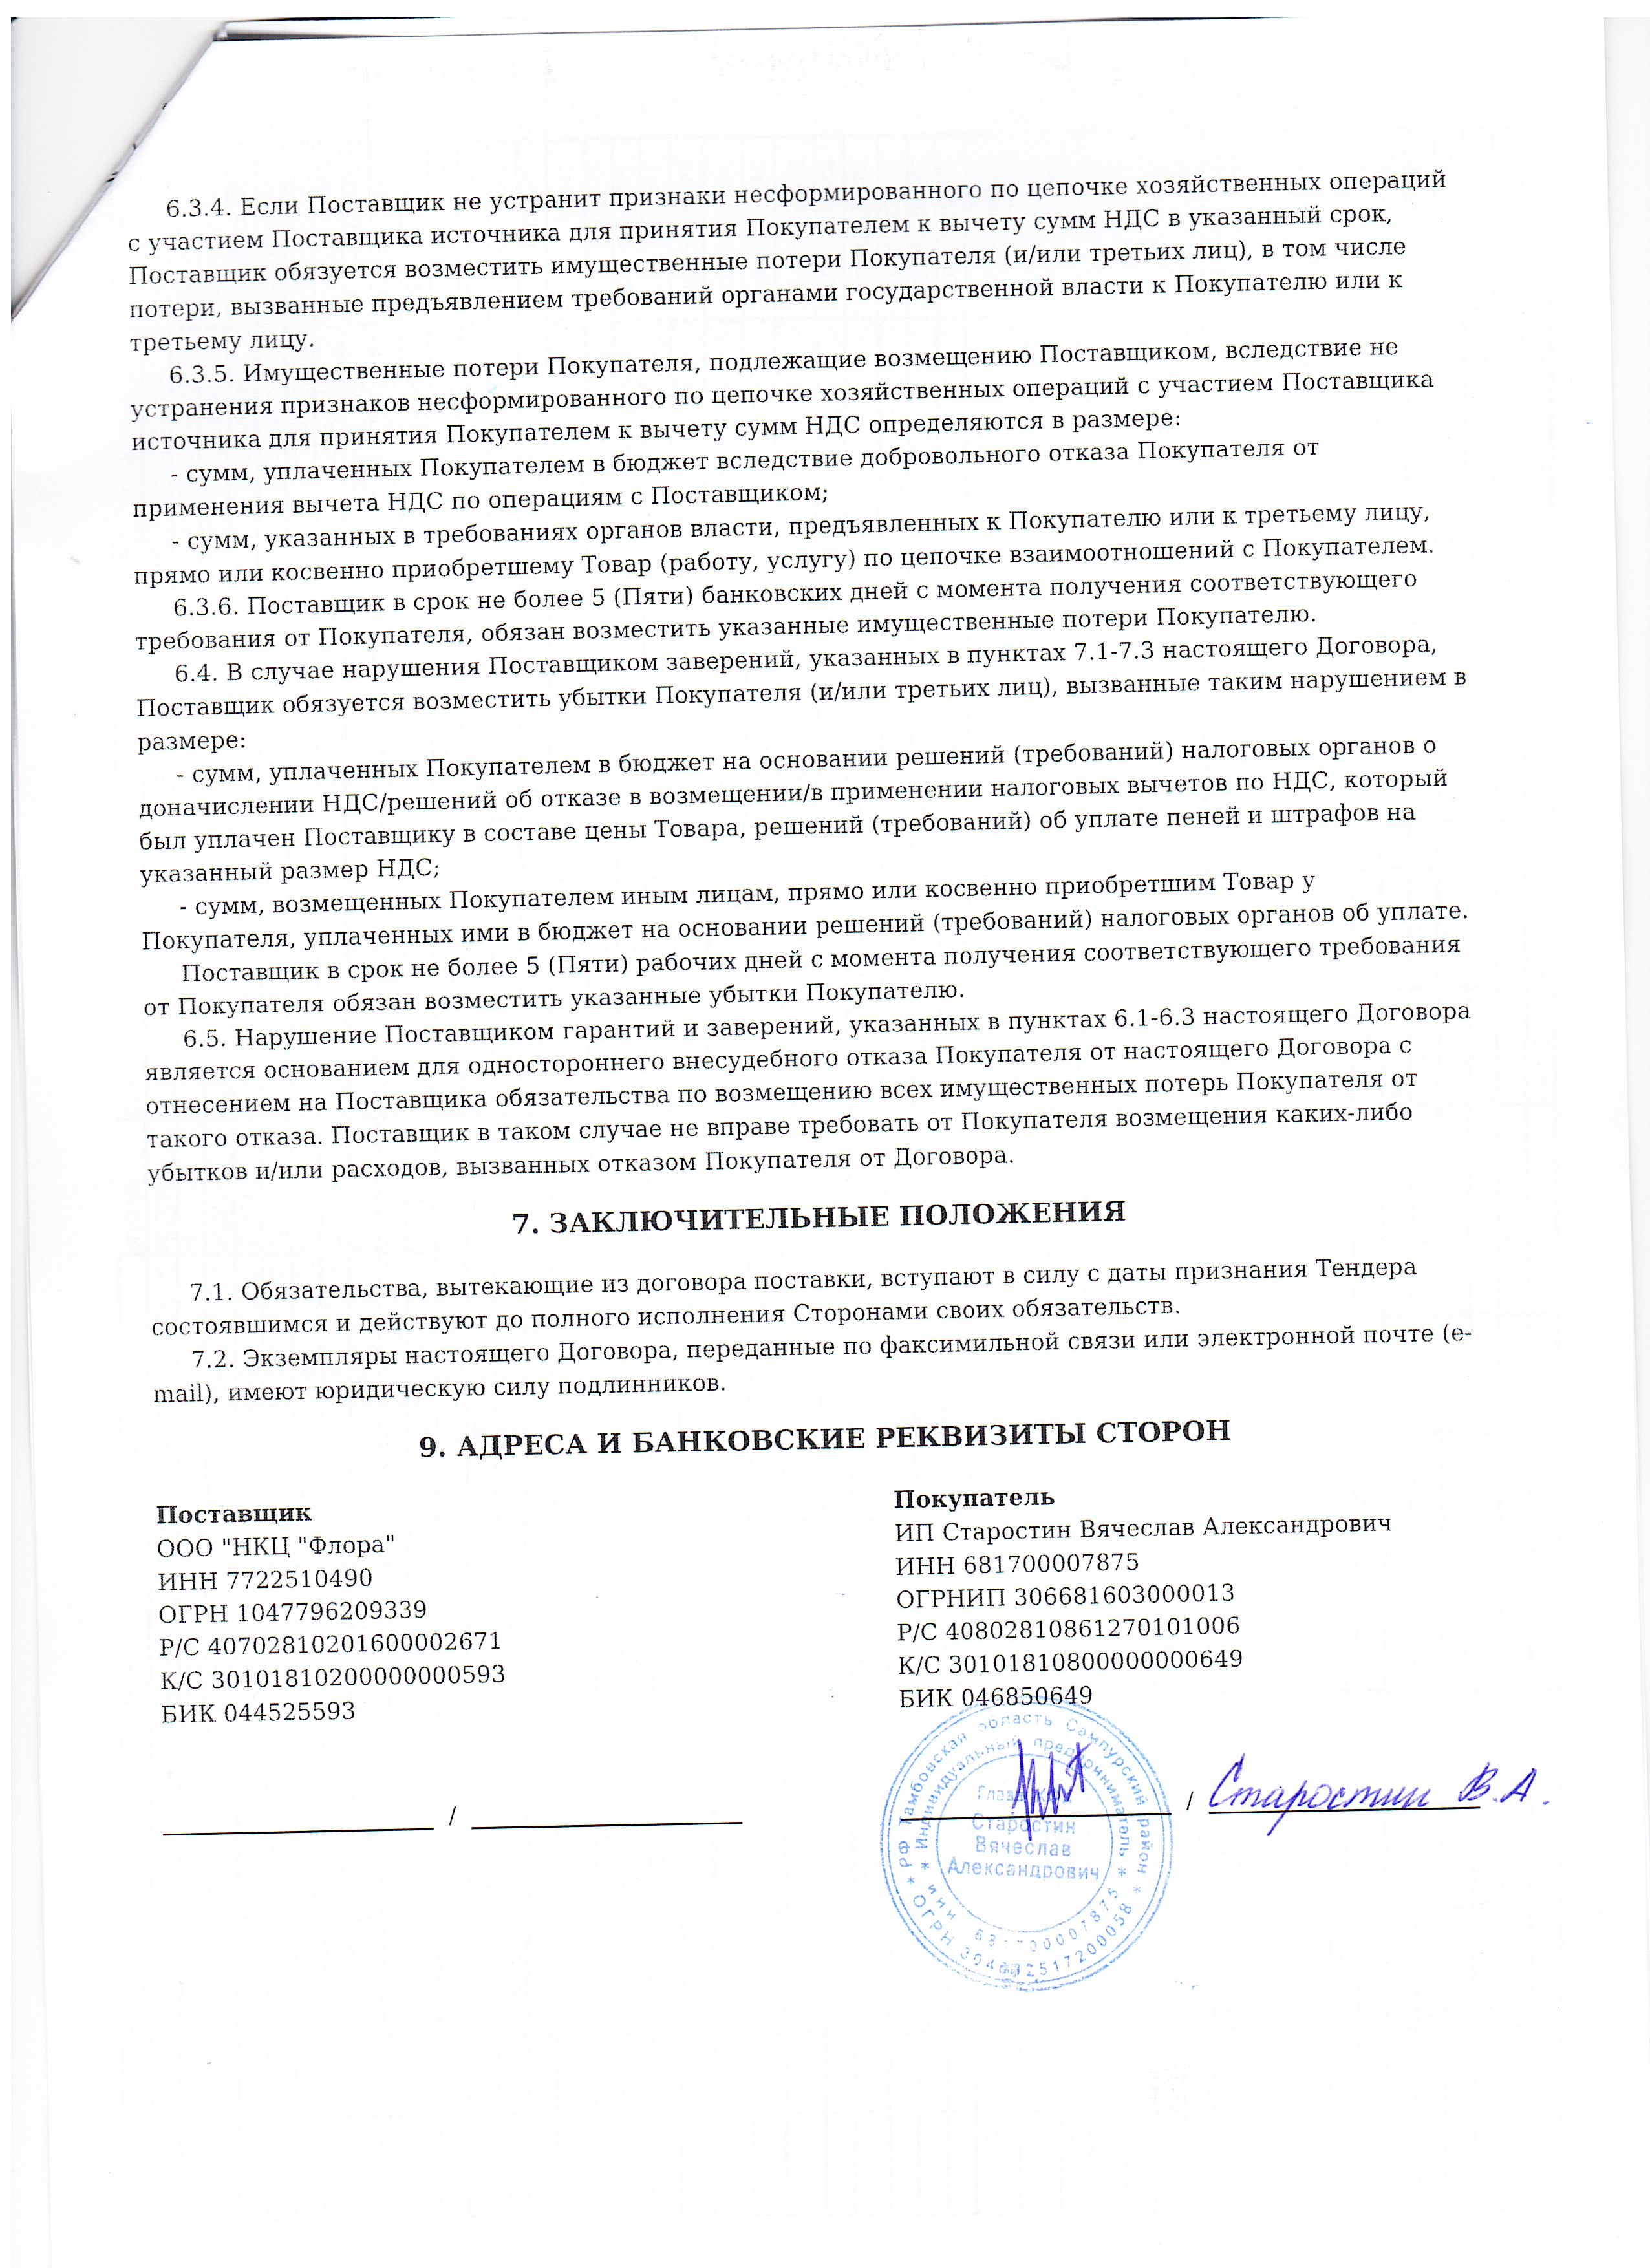 6.3.4. Если Поставщик не устранит признаки несформированного по цепочке хозяйственных операций
с участием Поставщика источника для принятия Покупателем к вычету сумм НДС в указанный срок,
Поставщик обязуется возместить имущественные потери Покупателя (и/или третьих лиц), в том числе
потери, вызванные предъявлением требований органами государственной власти к Покупателю или к
третьему лицу.
6.3.5. Имущественные потери Покупателя, подлежащие возмещению Поставщиком, вследствие не
устранения признаков несформированного по цепочке хозяйственных операций с участием Поставщика
источника для принятия Покупателем к вычету сумм НДС определяются в размере:
- сумм, уплаченных Покупателем в бюджет вследствие добровольного отказа Покупателя от
применения вычета НДС по операциям с Поставщиком;
- сумм, указанных в требованиях органов власти, предъявленных к Покупателю или к третьему лицу,
прямо или косвенно приобретшему Товар (работу, услугу) по цепочке взаимоотношений с Покупателем.
6.3.6. Поставщик в срок не более 5 (Пяти) банковских дней с момента получения соответствующего
требования от Покупателя, обязан возместить указанные имущественные потери Покупателю.
6.4. В случае нарушения Поставщиком заверений, указанных в пунктах 7.1-7.3 настоящего Договора,
Поставщик обязуется возместить убытки Покупателя (и/или третьих лиц), вызванные таким нарушением в
размере:
- сумм, уплаченных Покупателем в бюджет на основании решений (требований) налоговых органов о
доначислении НДС/решений об отказе в возмещении/в применении налоговых вычетов по НДС, который
был уплачен Поставщику в составе цены Товара, решений (требований) об уплате пеней и штрафов на
указанный размер НДС;
- сумм, возмещенных Покупателем иным лицам, прямо или косвенно приобретшим Товар у
Покупателя, уплаченных ими в бюджет на основании решений (требований) налоговых органов об уплате.
Поставщик в срок не более 5 (Пяти) рабочих дней с момента получения соответствующего требования
от Покупателя обязан возместить указанные убытки Покупателю.
6.5. Нарушение Поставщиком гарантий и заверений, указанных в пунктах 6.1-6.3 настоящего Договора
является основанием для одностороннего внесудебного отказа Покупателя от настоящего Договора с
отнесением на Поставщика обязательства по возмещению всех имущественных потерь Покупателя от
такого отказа. Поставщик в таком случае не вправе требовать от Покупателя возмещения каких-либо
убытков и/или расходов, вызванных отказом Покупателя от Договора.
7. ЗАКЛЮЧИТЕЛЬНЫЕ ПОЛОЖЕНИЯ
7.1. Обязательства, вытекающие из договора поставки, вступают в силу с даты признания Тендера
состоявшимся и действуют до полного исполнения Сторонами своих обязательств.
7.2. Экземпляры настоящего Договора, переданные по факсимильной связи или электронной почте (e-
mail), имеют юридическую силу подлинников.
9. АДРЕСА И БАНКОВСКИЕ РЕКВИЗИТЫ СТОРОН
Поставщик
ООО "НКЦ "Флора"
ИНН 7722510490
ОГРН 1047796209339
Р/С 40702810201600002671
К/С 30101810200000000593
БИК 044525593
/
Покупатель
ИП Старостин Вячеслав Александрович
ИНН 681700007875
ОГРНИП 306681603000013
Р/С 40802810861270101006
К/С 30101810800000000649
БИК 046850649
/ Старостин В.А.
* РФ Тамбовская область Сампурский район *
* Индивидуальный предприниматель *
Глава
Старостин
Вячеслав
Александрович
ИНН 681700007875
ОГРН